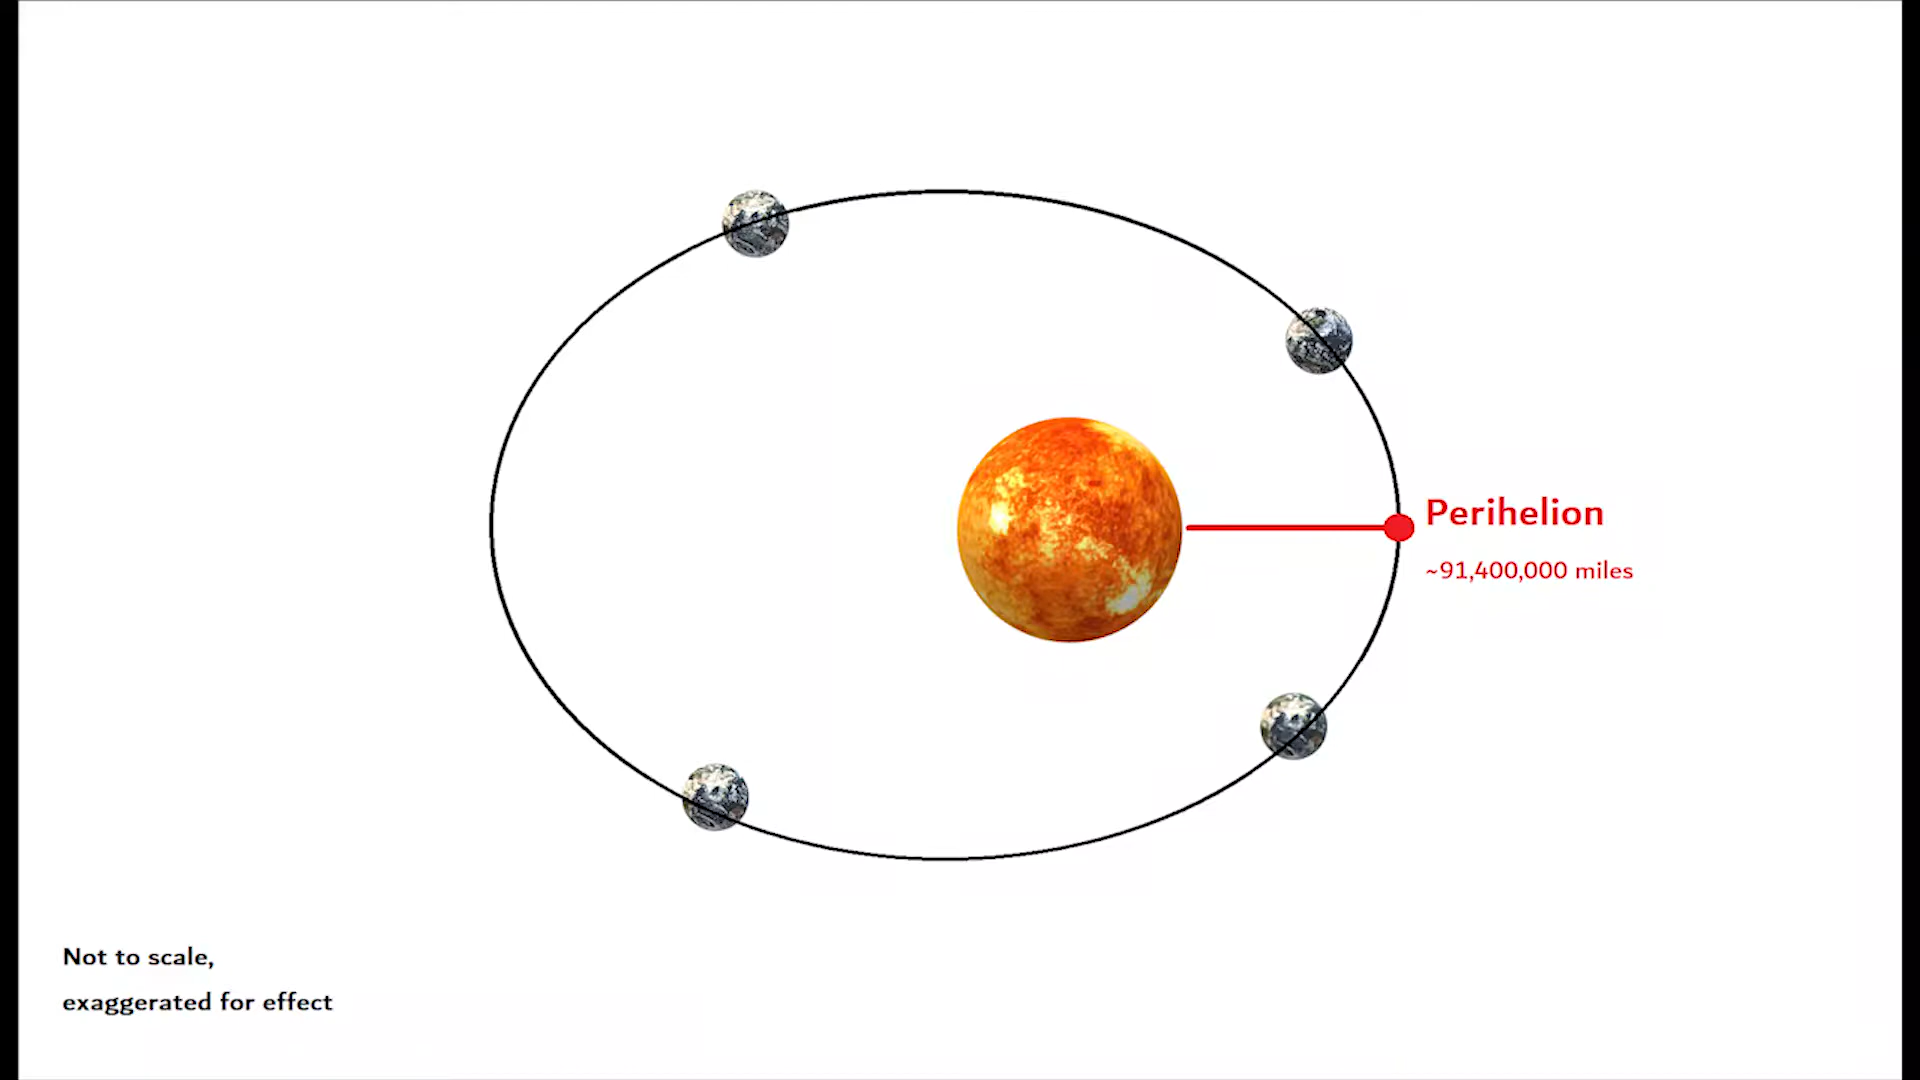 Perihelion
~91,400,000 miles
Not to scale,
exaggerated for effect